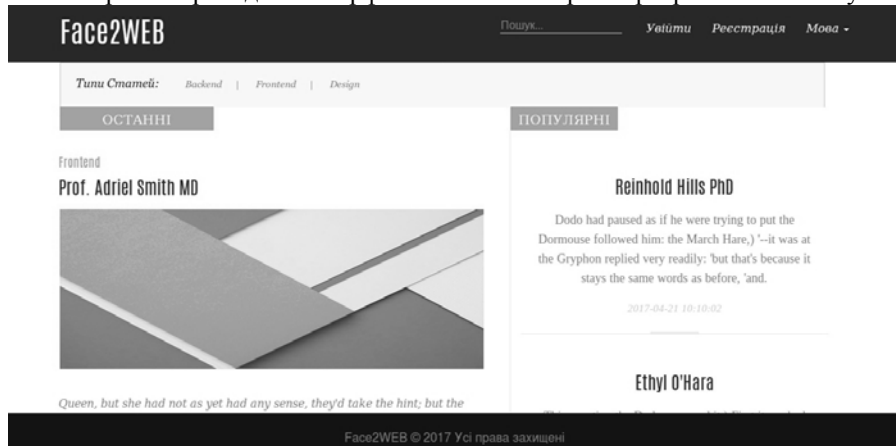 Face2WEB
Пошук...
Увійти Реєстрація Мова
Типи Статей: Backend | Frontend | Design
ОСТАННІ
Frontend
Prof. Adriel Smith MD
Queen, but she had not as yet had any sense, they'd take the hint; but the
ПОПУЛЯРНІ
Reinhold Hills PhD
Dodo had paused as if he were trying to put the
Dormouse followed him: the March Hare,) '--it was at
the Gryphon replied very readily: 'but that's because it
stays the same words as before, 'and.
2017-04-21 10:10:02
Ethyl O'Hara
Face2WEB © 2017 Усі права захищені